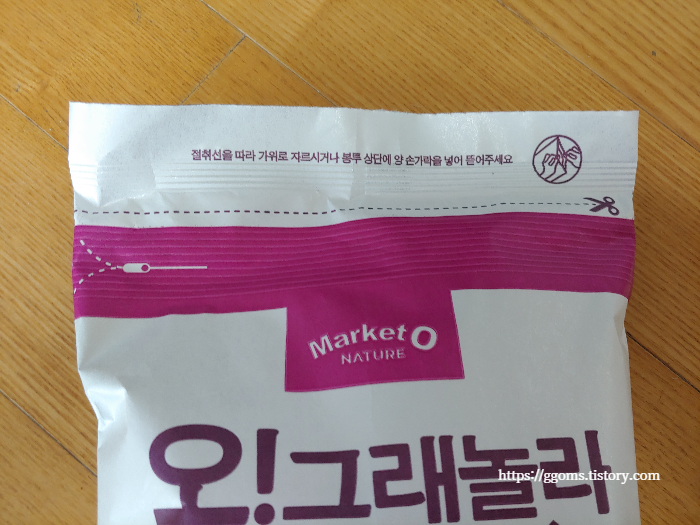 절취선을 따라 가위로 자르시거나 봉투 상단에 양 손가락을 넣어 뜯어주세요
Market O
NATURE
오!그래놀라
https://ggoms.tistory.com